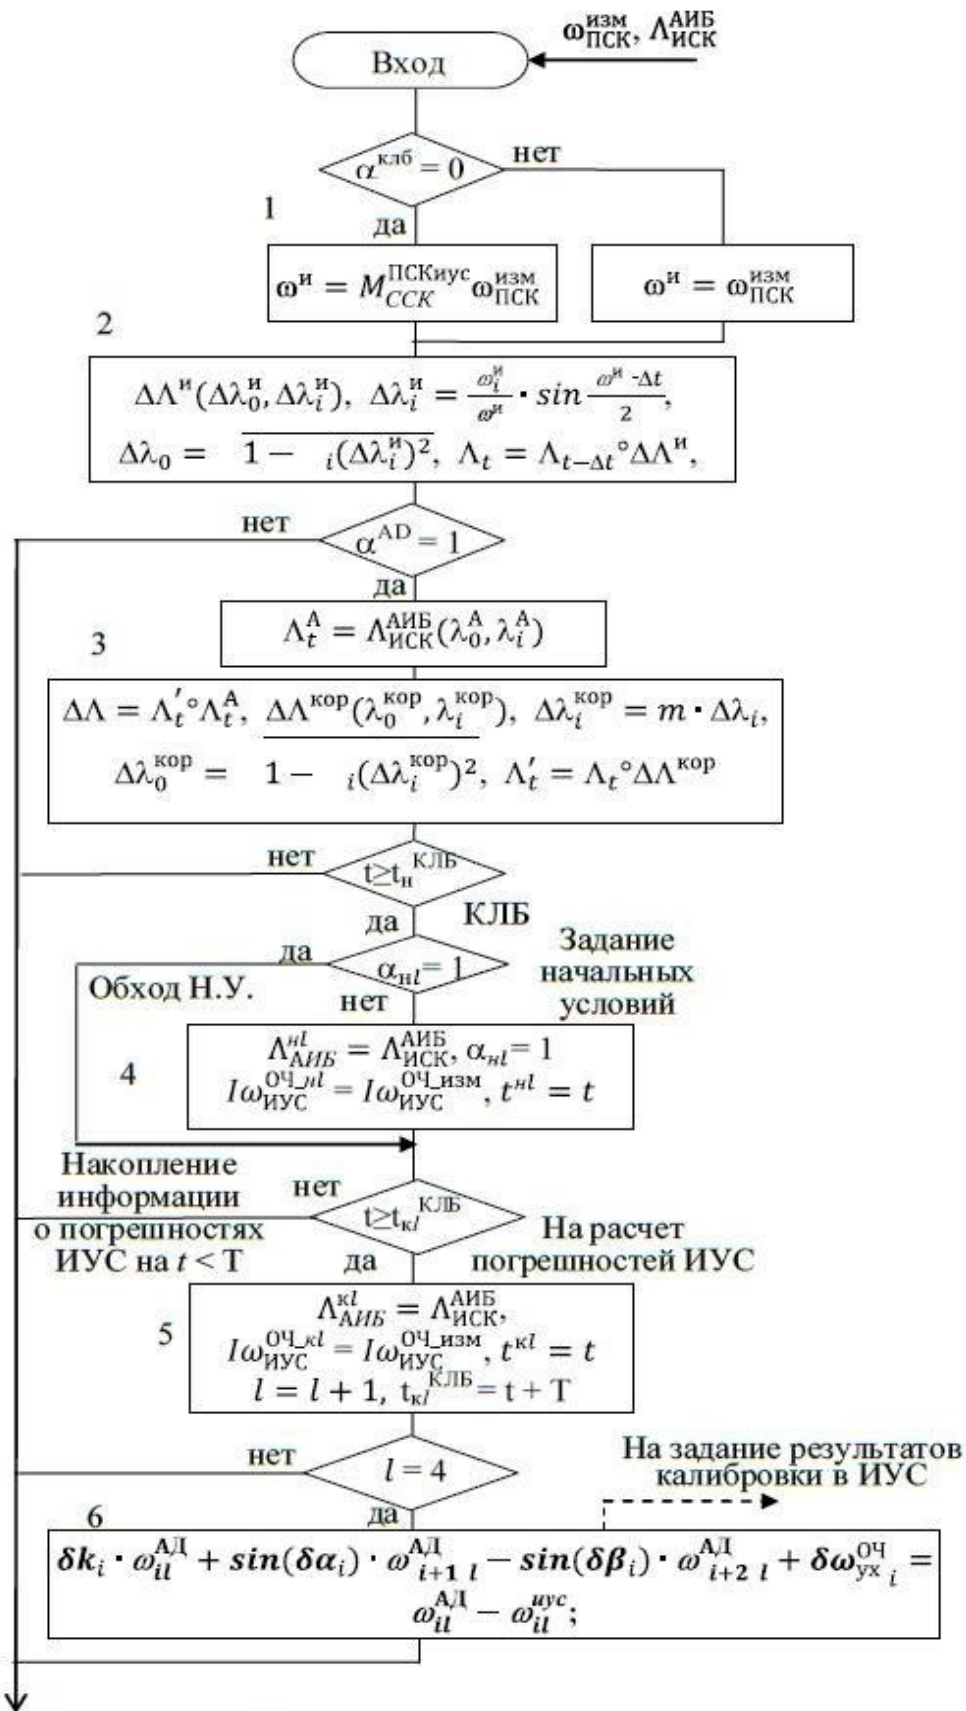 ω^изм_ПСК, Λ^АИБ_ИСК
Вход
α^клб = 0
нет
1
да
ω^и = M^ПСКиус_ССК ω^изм_ПСК
ω^и = ω^изм_ПСК
2
ΔΛ^и(Δλ^и_0, Δλ^и_i), Δλ^и_i = ω^и_i / ω^и · sin ω^и·Δt / 2,
Δλ_0 = 1 − _i(Δλ^и_i)^2, Λ_t = Λ_{t−Δt}°ΔΛ^и,
нет
α^AD = 1
да
Λ^А_t = Λ^АИБ_ИСК(λ^А_0, λ^А_i)
3
ΔΛ = Λ'_t°Λ^А_t, ΔΛ^кор(λ^кор_0, λ^кор_i), Δλ^кор_i = m · Δλ_i,
Δλ^кор_0 = 1 − _i(Δλ^кор_i)^2, Λ'_t = Λ_t°ΔΛ^кор
нет
t≥t_н^КЛБ
да
КЛБ
да
α_нl = 1
Задание
начальных
условий
Обход Н.У.
нет
4
Λ^нl_АИБ = Λ^АИБ_ИСК, α_нl = 1
Iω^ОЧ_нl_ИУС = Iω^ОЧ_изм_ИУС, t^нl = t
Накопление
информации
о погрешностях
ИУС на t < T
нет
t≥t_кl^КЛБ
На расчет
погрешностей ИУС
да
5
Λ^кl_АИБ = Λ^АИБ_ИСК,
Iω^ОЧ_кl_ИУС = Iω^ОЧ_изм_ИУС, t^кl = t
l = l + 1, t_кl^КЛБ = t + T
нет
l = 4
На задание результатов
калибровки в ИУС
да
6
δk_i · ω^АД_il + sin(δα_i) · ω^АД_{i+1 l} − sin(δβ_i) · ω^АД_{i+2 l} + δω^ОЧ_ух i =
ω^АД_il − ω^иус_il;